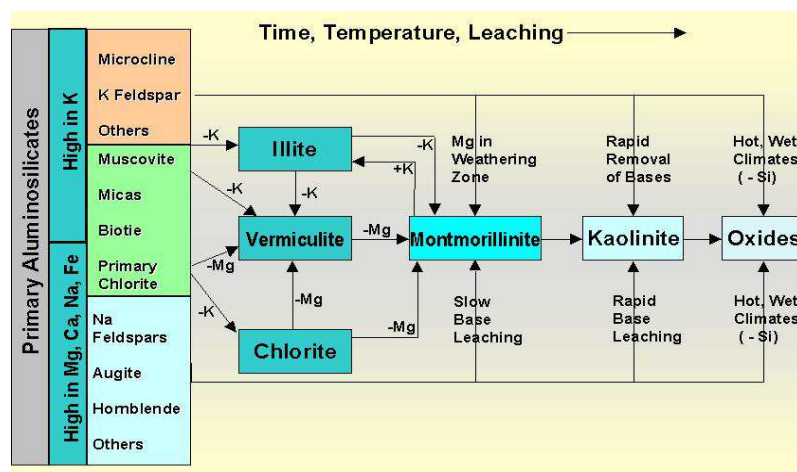 Time, Temperature, Leaching
Primary Aluminosilicates
High in K
High in Mg, Ca, Na, Fe
Microcline
K Feldspar
Others
Muscovite
Micas
Biotie
Primary
Chlorite
Na
Feldspars
Augite
Hornblende
Others
-K
Illite
-K
+K
-K
-K
Mg in
Weathering
Zone
Rapid
Removal
of Bases
Hot, Wet
Climates
( - Si)
Vermiculite
-Mg
Montmorillinite
Kaolinite
Oxides
-Mg
-K
-Mg
Chlorite
-Mg
Slow
Base
Leaching
Rapid
Base
Leaching
Hot, Wet
Climates
( - Si)